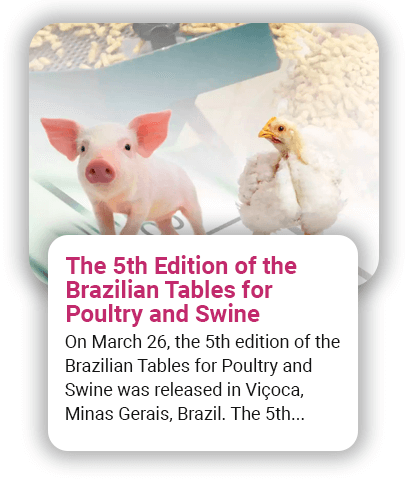 The 5th Edition of the
Brazilian Tables for
Poultry and Swine
On March 26, the 5th edition of the
Brazilian Tables for Poultry and
Swine was released in Viçoca,
Minas Gerais, Brazil. The 5th...